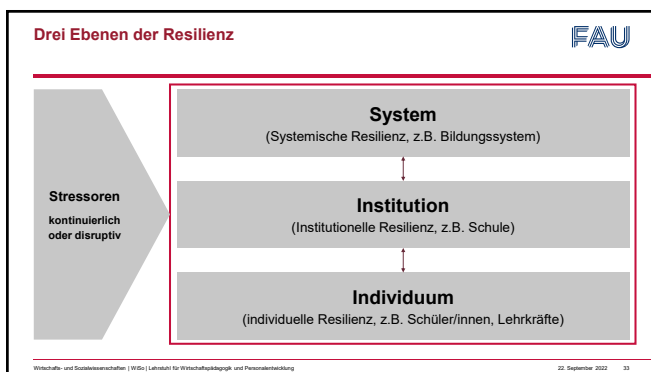 Drei Ebenen der Resilienz
FAU
System
(Systemische Resilienz, z.B. Bildungssystem)
Stressoren
kontinuierlich
oder disruptiv
Institution
(Institutionelle Resilienz, z.B. Schule)
Individuum
(individuelle Resilienz, z.B. Schüler/innen, Lehrkräfte)
Wirtschafts- und Sozialwissenschaften | WiSo | Lehrstuhl für Wirtschaftspädagogik und Personalentwicklung
22. September 2022 33